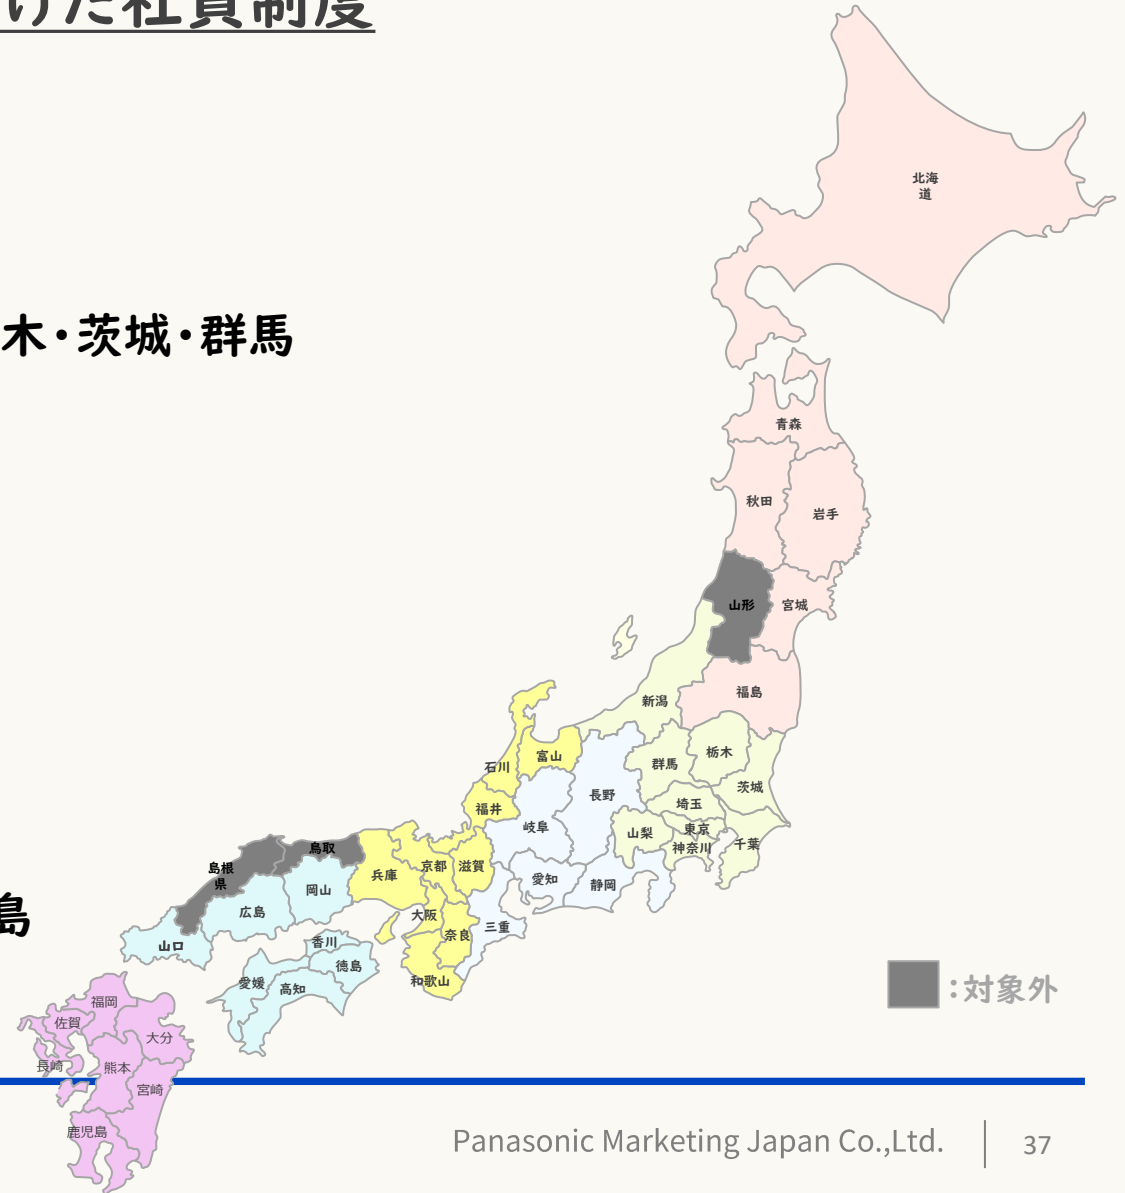 けた社員制度
北海
道
木・茨城・群馬
青森
秋田
岩手
山形
宮城
福島
新潟
栃木
群馬
富山
石川
茨城
長野
埼玉
福井
岐阜
東京
山梨
千葉
神奈川
鳥取
島根
県
京都
滋賀
兵庫
愛知
静岡
岡山
広島
大阪
島
三重
奈良
山口
香川
徳島
和歌山
愛媛
高知
:対象外
福岡
佐賀
大分
長崎
熊本
宮崎
鹿児島
Panasonic Marketing Japan Co.,Ltd.
37